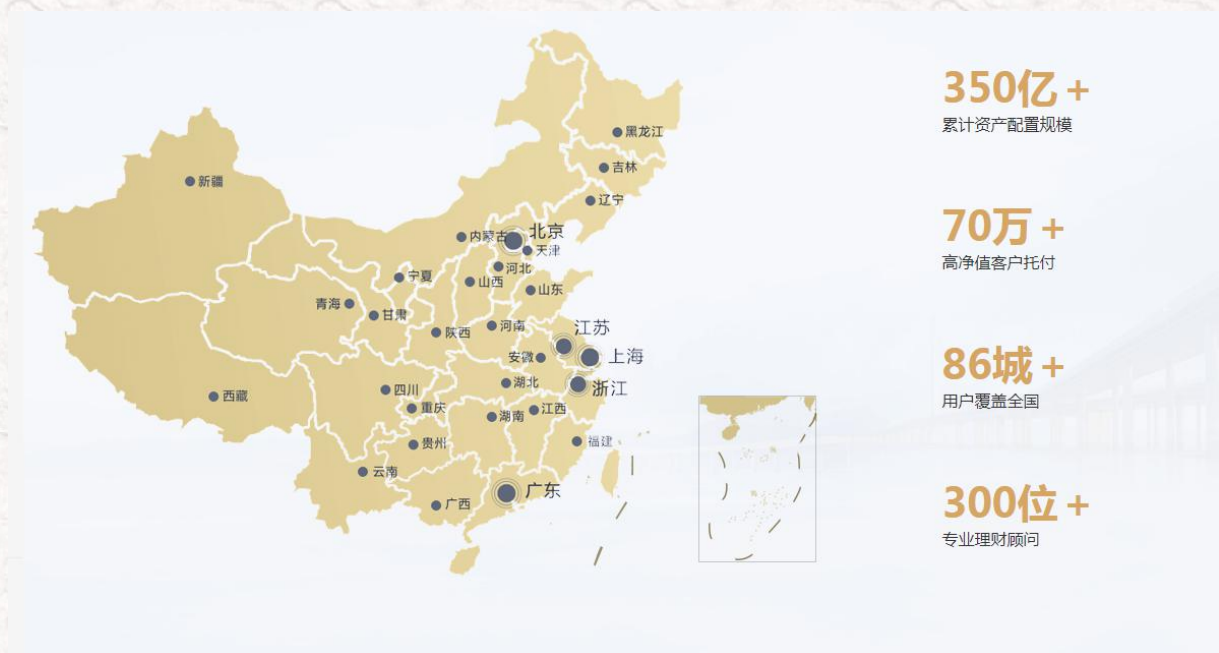 350亿 +
累计资产配置规模
黑龙江
吉林
新疆
辽宁
70万 +
北京
内蒙古
天津
高净值客户托付
河北
宁夏
山西
山东
青海
甘肃
河南
江苏
陕西
上海
安徽
86城 +
湖北
四川
浙江
西藏
用户覆盖全国
重庆
江西
湖南
贵州
福建
云南
广东
300位 +
广西
专业理财顾问